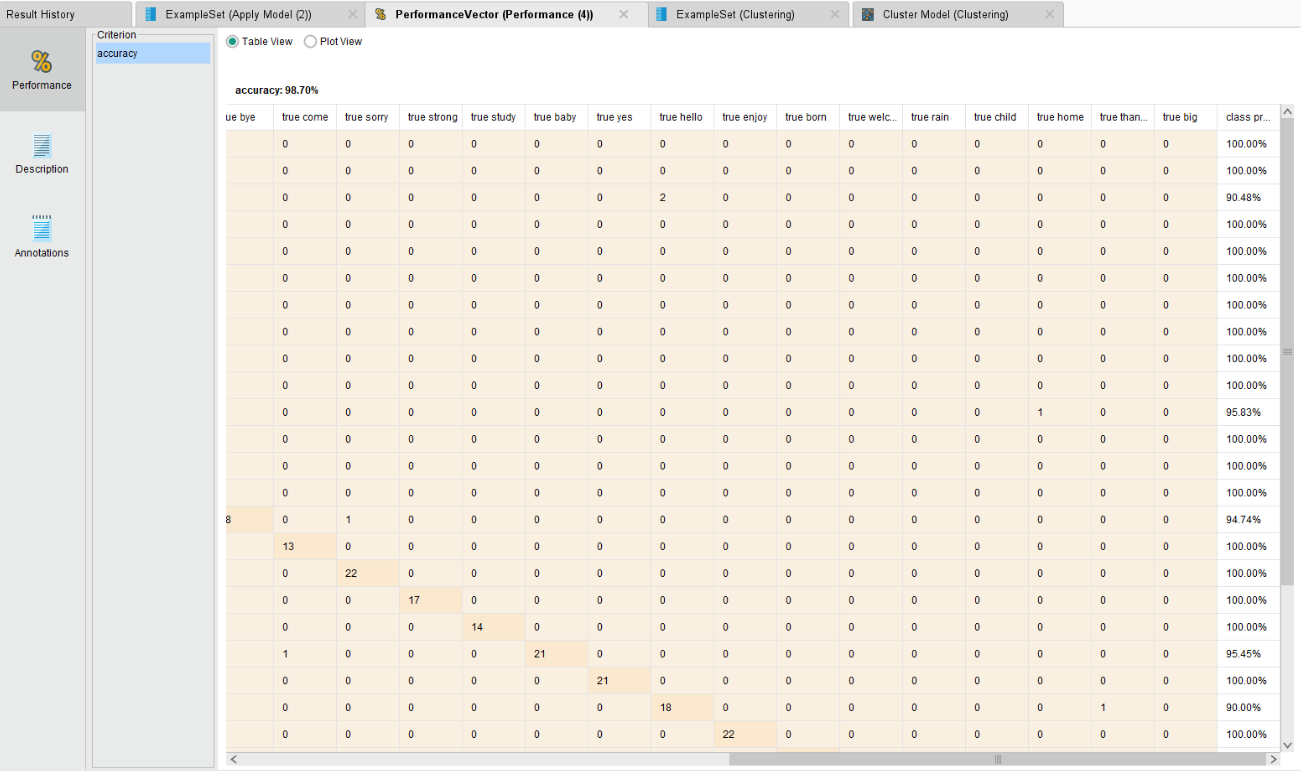 Result History ExampleSet (Apply Model (2)) PerformanceVector (Performance (4)) ExampleSet (Clustering) Cluster Model (Clustering)
Criterion
accuracy
Performance
Description
Annotations
Table View Plot View
accuracy: 98.70%
ue bye true come true sorry true strong true study true baby true yes true hello true enjoy true born true welc... true rain true child true home true than... true big class pr...
0 0 0 0 0 0 0 0 0 0 0 0 0 0 0 100.00%
0 0 0 0 0 0 0 0 0 0 0 0 0 0 0 100.00%
0 0 0 0 0 0 2 0 0 0 0 0 0 0 0 90.48%
0 0 0 0 0 0 0 0 0 0 0 0 0 0 0 100.00%
0 0 0 0 0 0 0 0 0 0 0 0 0 0 0 100.00%
0 0 0 0 0 0 0 0 0 0 0 0 0 0 0 100.00%
0 0 0 0 0 0 0 0 0 0 0 0 0 0 0 100.00%
0 0 0 0 0 0 0 0 0 0 0 0 0 0 0 100.00%
0 0 0 0 0 0 0 0 0 0 0 0 0 0 0 100.00%
0 0 0 0 0 0 0 0 0 0 0 0 0 0 0 100.00%
0 0 0 0 0 0 0 0 0 0 0 0 1 0 0 95.83%
0 0 0 0 0 0 0 0 0 0 0 0 0 0 0 100.00%
0 0 0 0 0 0 0 0 0 0 0 0 0 0 0 100.00%
0 0 0 0 0 0 0 0 0 0 0 0 0 0 0 100.00%
8 0 1 0 0 0 0 0 0 0 0 0 0 0 0 0 94.74%
13 0 0 0 0 0 0 0 0 0 0 0 0 0 0 100.00%
0 22 0 0 0 0 0 0 0 0 0 0 0 0 0 100.00%
0 0 17 0 0 0 0 0 0 0 0 0 0 0 0 100.00%
0 0 0 14 0 0 0 0 0 0 0 0 0 0 0 100.00%
1 0 0 0 21 0 0 0 0 0 0 0 0 0 0 95.45%
0 0 0 0 0 21 0 0 0 0 0 0 0 0 0 100.00%
0 0 0 0 0 0 18 0 0 0 0 0 0 1 0 90.00%
0 0 0 0 0 0 0 22 0 0 0 0 0 0 0 100.00%